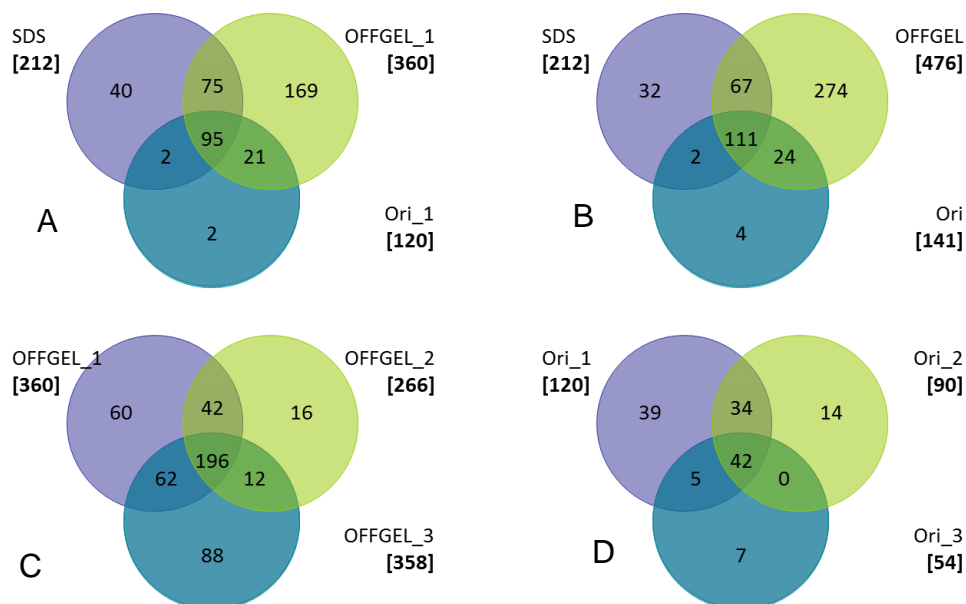 SDS
[212]
OFFGEL_1
[360]
40
75
169
95
2
21
A
2
Ori_1
[120]
SDS
[212]
OFFGEL
[476]
32
67
274
111
2
24
B
4
Ori
[141]
OFFGEL_1
[360]
OFFGEL_2
[266]
60
42
16
196
62
12
C
88
OFFGEL_3
[358]
Ori_1
[120]
Ori_2
[90]
39
34
14
42
5
0
D
7
Ori_3
[54]